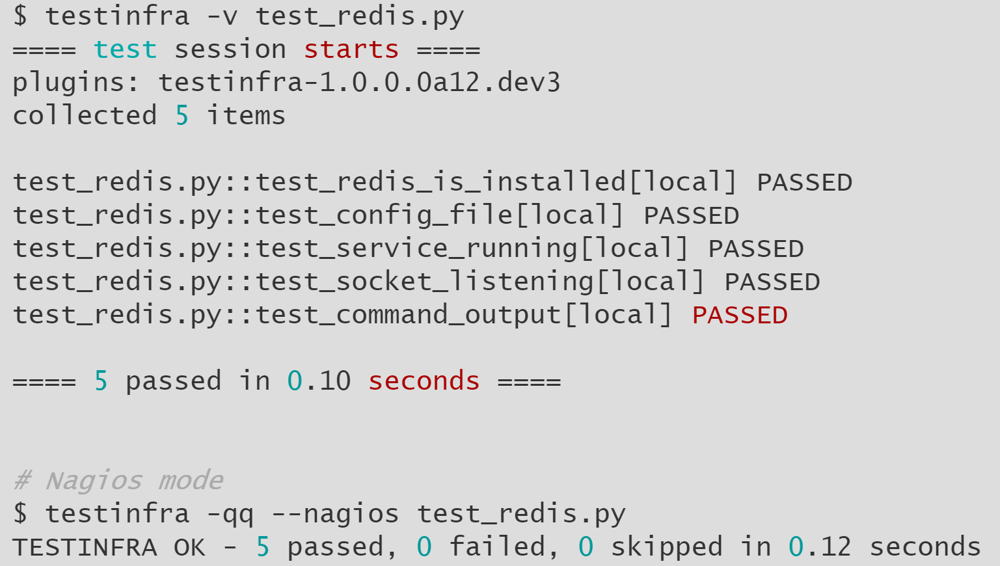 $ testinfra -v test_redis.py
==== test session starts ====
plugins: testinfra-1.0.0.0a12.dev3
collected 5 items
test_redis.py::test_redis_is_installed[local] PASSED
test_redis.py::test_config_file[local] PASSED
test_redis.py::test_service_running[local] PASSED
test_redis.py::test_socket_listening[local] PASSED
test_redis.py::test_command_output[local] PASSED
==== 5 passed in 0.10 seconds ====
# Nagios mode
$ testinfra -qq --nagios test_redis.py
TESTINFRA OK - 5 passed, 0 failed, 0 skipped in 0.12 seconds